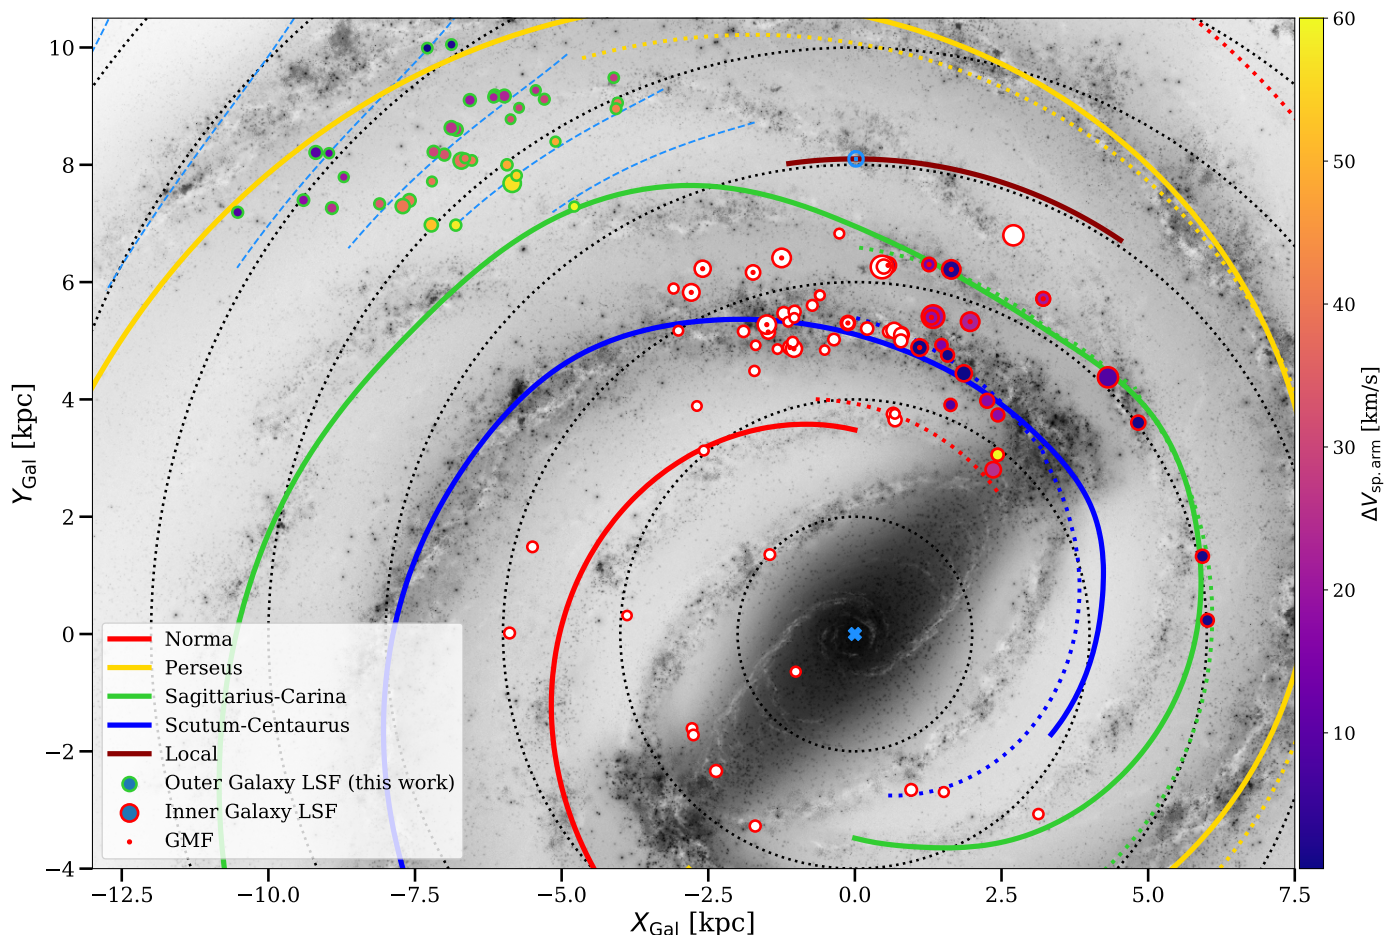 10
8
6
4
2
0
−2
−4
Y_Gal [kpc]
−12.5 −10.0 −7.5 −5.0 −2.5 0.0 2.5 5.0 7.5
X_Gal [kpc]
Norma
Perseus
Sagittarius-Carina
Scutum-Centaurus
Local
Outer Galaxy LSF (this work)
Inner Galaxy LSF
GMF
60
50
40
30
20
10
ΔV_sp. arm [km/s]